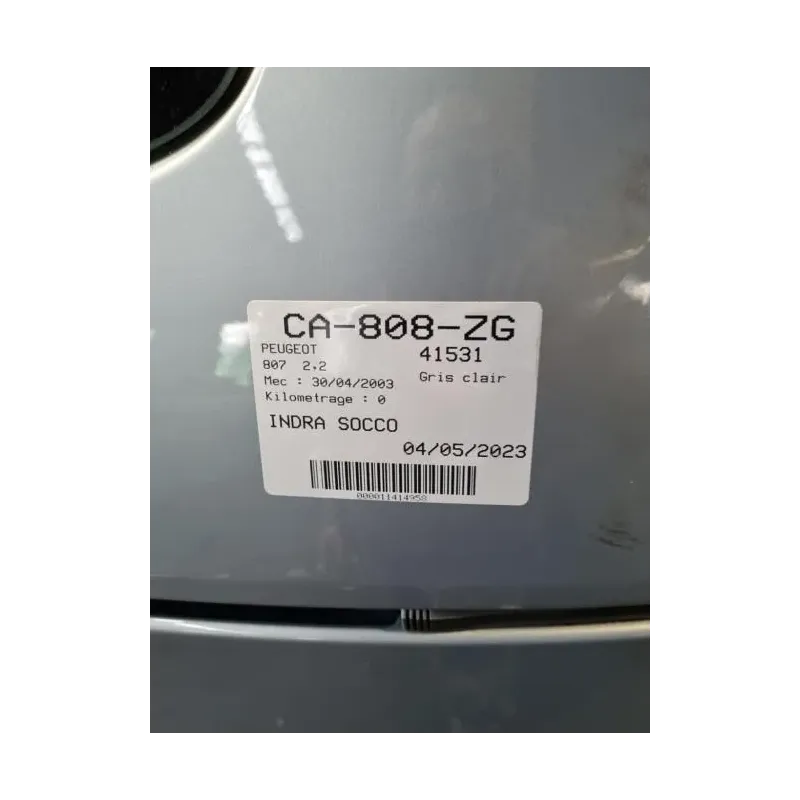 CA-808-ZG
PEUGEOT 41531
807 2.2 Gris clair
Mec : 30/04/2003
Kilometrage : 0
INDRA SOCCO
04/05/2023
000011414958